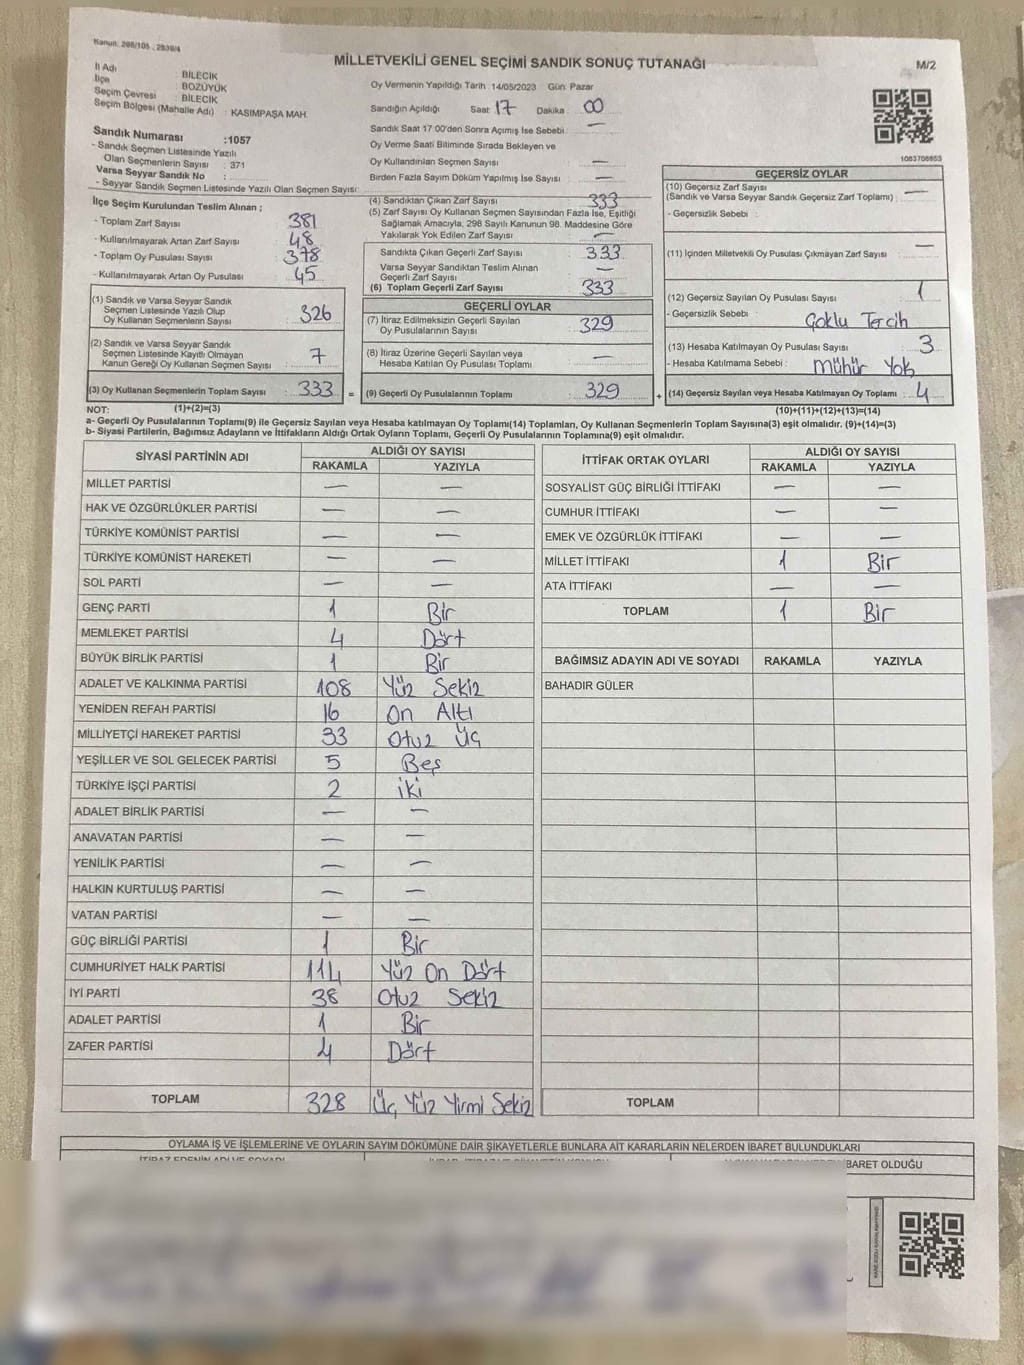 Kanun: 298/105 , 2839/4
MİLLETVEKİLİ GENEL SEÇİMİ SANDIK SONUÇ TUTANAĞI
M/2
İl Adı : BİLECİK
İlçe : BOZÜYÜK
Seçim Çevresi : BİLECİK
Seçim Bölgesi (Mahalle Adı) : KASIMPAŞA MAH.
Sandık Numarası :1057
- Sandık Seçmen Listesinde Yazılı
Olan Seçmenlerin Sayısı : 371
Varsa Seyyar Sandık No :
- Seyyar Sandık Seçmen Listesinde Yazılı Olan Seçmen Sayısı:
Oy Vermenin Yapıldığı Tarih :14/05/2023 Gün: Pazar
Sandığın Açıldığı Saat 17 Dakika : 00
Sandık Saat 17:00'den Sonra Açımış İse Sebebi : —
Oy Verme Saati Bitiminde Sırada Bekleyen ve
Oy Kullandırılan Seçmen Sayısı : —
Birden Fazla Sayım Döküm Yapılmış İse Sayısı : —
1083708653
İlçe Seçim Kurulundan Teslim Alınan ;
- Toplam Zarf Sayısı : 381
- Kullanılmayarak Artan Zarf Sayısı : 48
- Toplam Oy Pusulası Sayısı : 378
- Kullanılmayarak Artan Oy Pusulası : 45
(1) Sandık ve Varsa Seyyar Sandık
Seçmen Listesinde Yazılı Olup
Oy Kullanan Seçmenlerin Sayısı : 326
(2) Sandık ve Varsa Seyyar Sandık
Seçmen Listesinde Kayıtlı Olmayan
Kanun Gereği Oy Kullanan Seçmen Sayısı : 7
(3) Oy Kullanan Seçmenlerin Toplam Sayısı : 333 =
(4) Sandıktan Çıkan Zarf Sayısı : 333
(5) Zarf Sayısı Oy Kullanan Seçmen Sayısından Fazla İse, Eşitliği
Sağlamak Amacıyla, 298 Sayılı Kanunun 98. Maddesine Göre
Yakılarak Yok Edilen Zarf Sayısı : —
Sandıkta Çıkan Geçerli Zarf Sayısı : 333
Varsa Seyyar Sandıktan Teslim Alınan
Geçerli Zarf Sayısı : —
(6) Toplam Geçerli Zarf Sayısı : 333
GEÇERLİ OYLAR
(7) İtiraz Edilmeksizin Geçerli Sayılan
Oy Pusulalarının Sayısı : 329
(8) İtiraz Üzerine Geçerli Sayılan veya
Hesaba Katılan Oy Pusulası Toplamı : —
(9) Geçerli Oy Pusulalarının Toplamı : 329 +
GEÇERSİZ OYLAR
(10) Geçersiz Zarf Sayısı
(Sandık ve Varsa Seyyar Sandık Geçersiz Zarf Toplamı) : —
- Geçersizlik Sebebi :
(11) İçinden Milletvekili Oy Pusulası Çıkmayan Zarf Sayısı : —
(12) Geçersiz Sayılan Oy Pusulası Sayısı : 1
- Geçersizlik Sebebi : Çoklu Tercih
(13) Hesaba Katılmayan Oy Pusulası Sayısı : 3
- Hesaba Katılmama Sebebi : Mühür Yok
(14) Geçersiz Sayılan veya Hesaba Katılmayan Oy Toplamı : 4
NOT: (1)+(2)=(3) (10)+(11)+(12)+(13)=(14)
a- Geçerli Oy Pusulalarının Toplamı(9) ile Geçersiz Sayılan veya Hesaba katılmayan Oy Toplamı(14) Toplamları, Oy Kullanan Seçmenlerin Toplam Sayısına(3) eşit olmalıdır. (9)+(14)=(3)
b- Siyasi Partilerin, Bağımsız Adayların ve İttifakların Aldığı Ortak Oyların Toplamı, Geçerli Oy Pusulalarının Toplamına(9) eşit olmalıdır.
SİYASİ PARTİNİN ADI ALDIĞI OY SAYISI
RAKAMLA YAZIYLA
MİLLET PARTİSİ — —
HAK VE ÖZGÜRLÜKLER PARTİSİ — —
TÜRKİYE KOMÜNİST PARTİSİ — —
TÜRKİYE KOMÜNİST HAREKETİ — —
SOL PARTİ — —
GENÇ PARTİ 1 Bir
MEMLEKET PARTİSİ 4 Dört
BÜYÜK BİRLİK PARTİSİ 1 Bir
ADALET VE KALKINMA PARTİSİ 108 Yüz Sekiz
YENİDEN REFAH PARTİSİ 16 On Altı
MİLLİYETÇİ HAREKET PARTİSİ 33 Otuz Üç
YEŞİLLER VE SOL GELECEK PARTİSİ 5 Beş
TÜRKİYE İŞÇİ PARTİSİ 2 iki
ADALET BİRLİK PARTİSİ — —
ANAVATAN PARTİSİ — —
YENİLİK PARTİSİ — —
HALKIN KURTULUŞ PARTİSİ — —
VATAN PARTİSİ — —
GÜÇ BİRLİĞİ PARTİSİ 1 Bir
CUMHURİYET HALK PARTİSİ 114 Yüz On Dört
İYİ PARTİ 38 Otuz Sekiz
ADALET PARTİSİ 1 Bir
ZAFER PARTİSİ 4 Dört
TOPLAM 328 Üç Yüz Yirmi Sekiz
İTTİFAK ORTAK OYLARI ALDIĞI OY SAYISI
RAKAMLA YAZIYLA
SOSYALİST GÜÇ BİRLİĞİ İTTİFAKI — —
CUMHUR İTTİFAKI — —
EMEK VE ÖZGÜRLÜK İTTİFAKI — —
MİLLET İTTİFAKI 1 Bir
ATA İTTİFAKI — —
TOPLAM 1 Bir
BAĞIMSIZ ADAYIN ADI VE SOYADI RAKAMLA YAZIYLA
BAHADIR GÜLER
TOPLAM
OYLAMA İŞ VE İŞLEMLERİNE VE OYLARIN SAYIM DÖKÜMÜNE DAİR ŞİKAYETLERLE BUNLARA AİT KARARLARIN NELERDEN İBARET BULUNDUKLARI
İTİRAZ EDENİN ADI VE SOYADI
BARET OLDUĞU